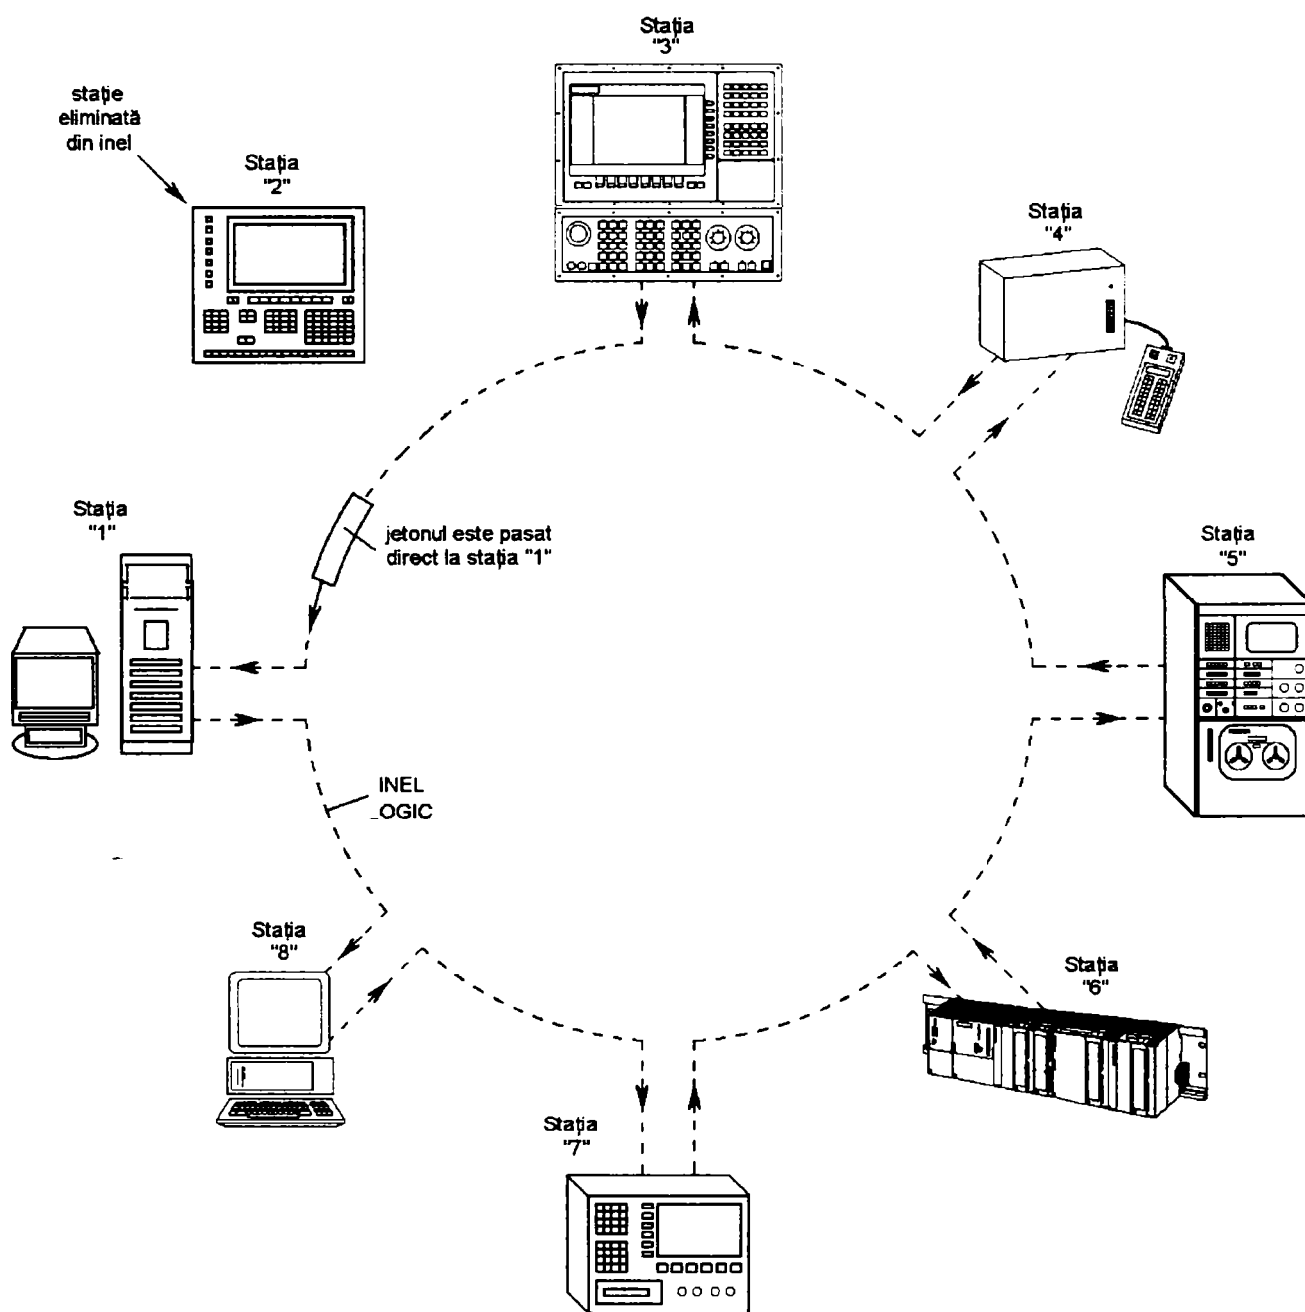 Stația
"3"
stație
eliminată
din inel
Stația
"2"
Stația
"4"
Stația
"1"
jetonul este pasat
direct la stația "1"
Stația
"5"
INEL
_OGIC
Stația
"8"
Stația
"6"
Stația
"7"